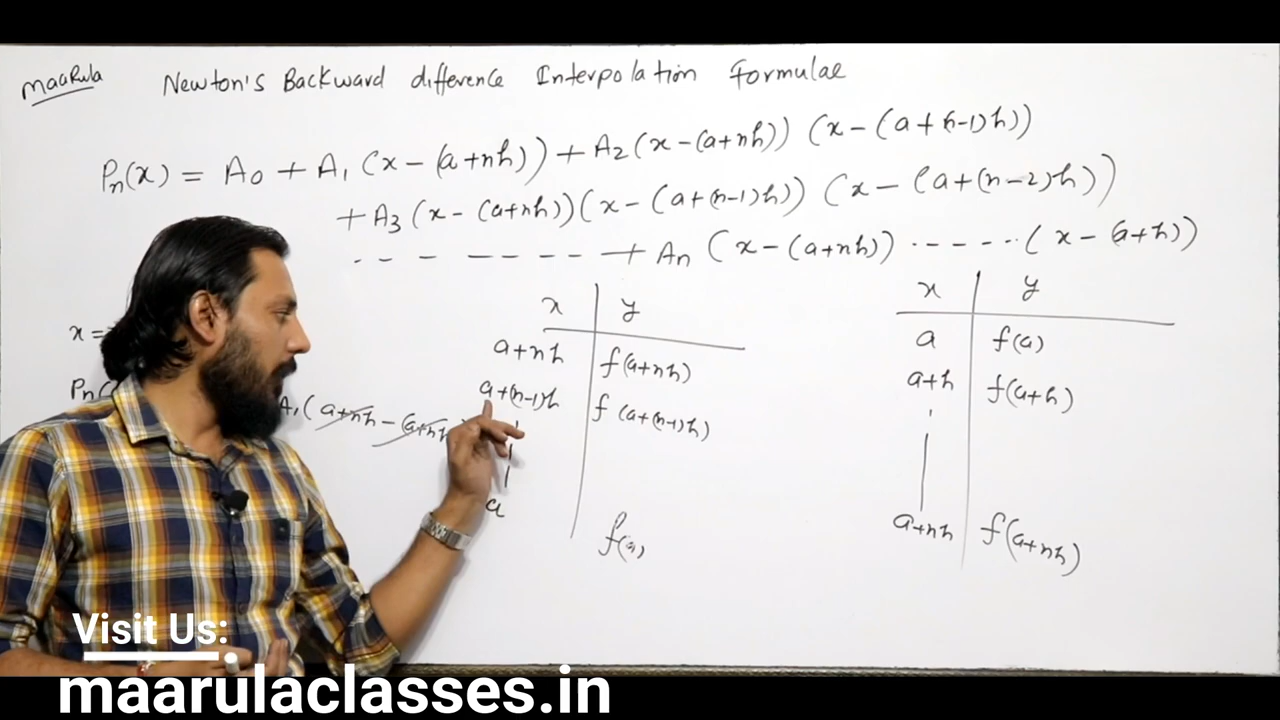 maaRula
Newton's Backward difference Interpolation Formulae
Pn(x) = A0 + A1 (x-(a+nh)) + A2 (x-(a+nh)) (x-(a+(n-1)h))
+ A3 (x-(a+nh)) (x-(a+(n-1)h)) (x-(a+(n-2)h))
--------- + An (x-(a+nh)) ------ (x-(a+h))
x =
Pn(
A1 (a+nh - (a+nh
x y
a+nh f(a+nh)
a+(n-1)h f(a+(n-1)h)
a f(a)
x y
a f(a)
a+h f(a+h)
a+nh f(a+nh)
Visit Us:
maarulaclasses.in